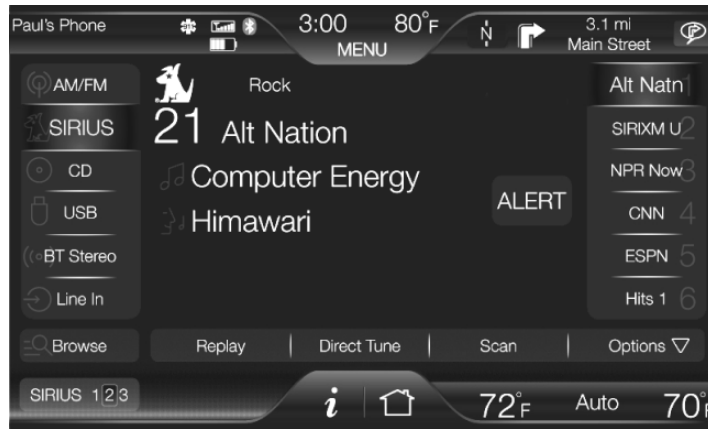 Paul's Phone
3:00
80°F
MENU
N
3.1 mi
Main Street
P
AM/FM
SIRIUS
CD
USB
BT Stereo
Line In
Browse
Rock
21 Alt Nation
Computer Energy
Himawari
ALERT
Alt Natn 1
SIRIXM U 2
NPR Now 3
CNN 4
ESPN 5
Hits 1 6
Replay
Direct Tune
Scan
Options
SIRIUS 1 2 3
i
72°F
Auto
70°F